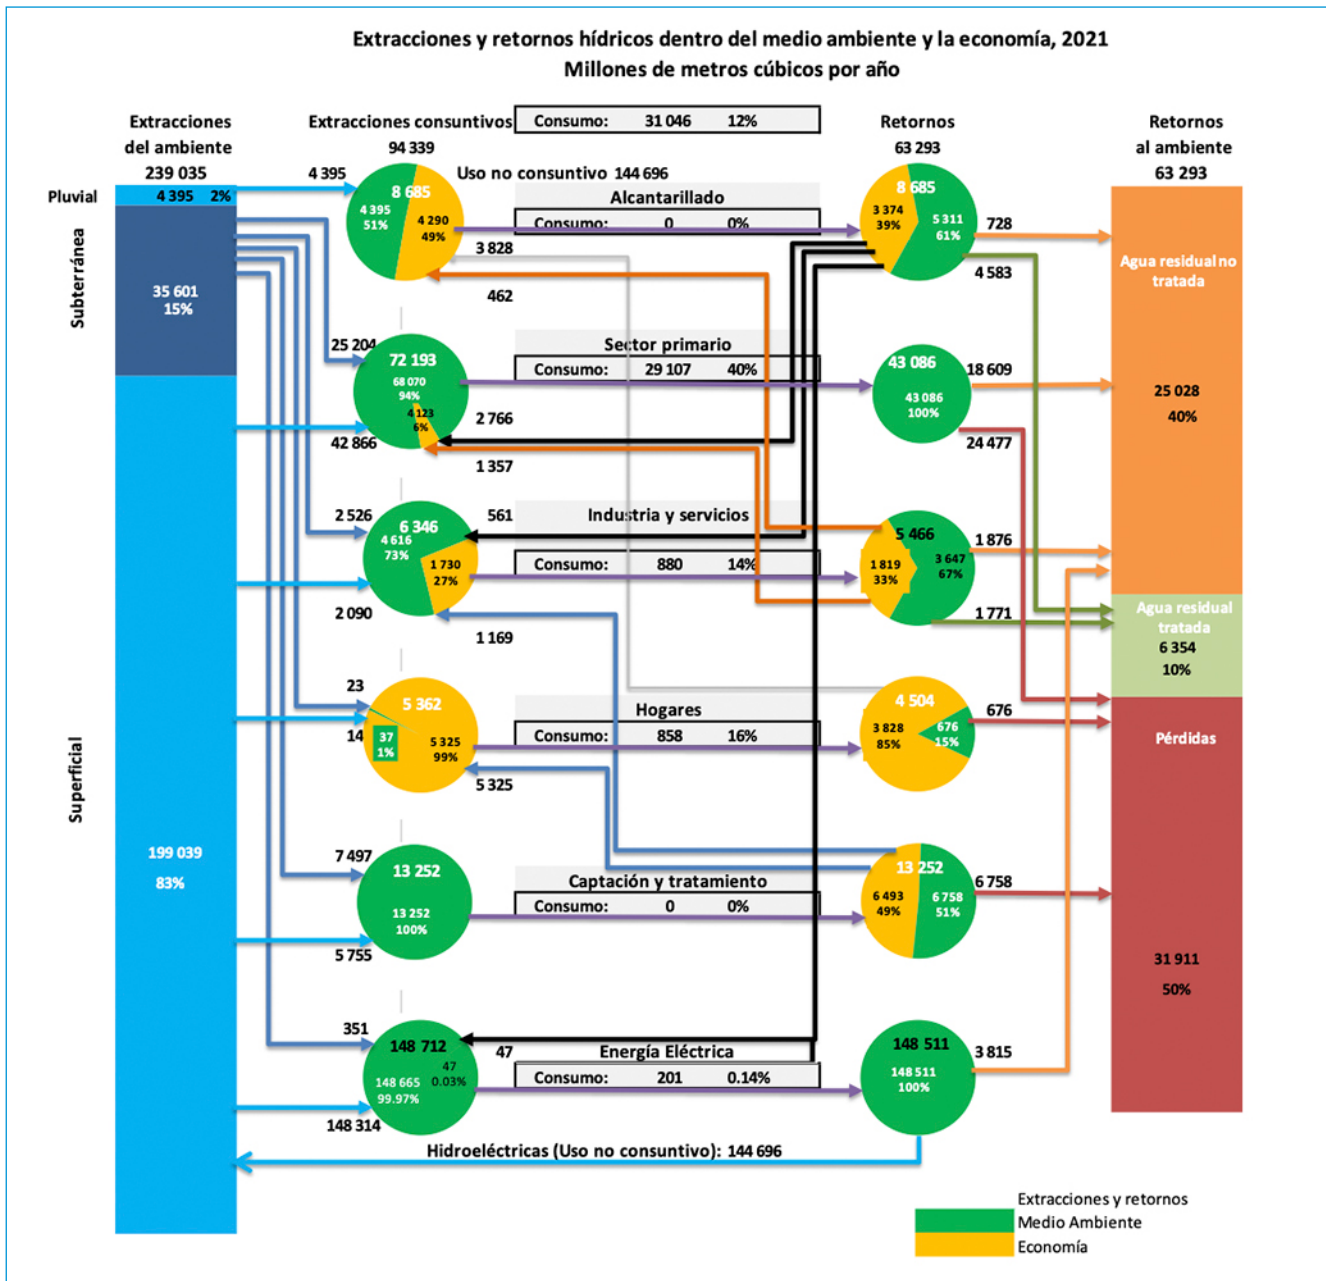 Extracciones y retornos hídricos dentro del medio ambiente y la economía, 2021
Millones de metros cúbicos por año
Extracciones
del ambiente
239 035
Extracciones consuntivos
94 339
Consumo: 31 046 12%
Retornos
63 293
Retornos
al ambiente
63 293
Uso no consuntivo 144 696
Pluvial
4 395 2%
Subterránea
35 601
15%
Superficial
199 039
83%
4 395
8 685
4 395
51%
4 290
49%
3 828
462
Alcantarillado
Consumo: 0 0%
8 685
3 374
39%
5 311
61%
728
4 583
25 204
72 193
68 070
94%
4 123
6%
42 866
2 766
1 357
Sector primario
Consumo: 29 107 40%
43 086
43 086
100%
18 609
24 477
2 526
6 346
4 616
73%
1 730
27%
2 090
561
1 169
Industria y servicios
Consumo: 880 14%
5 466
1 819
33%
3 647
67%
1 876
1 771
23
14
5 362
37
1%
5 325
99%
5 325
Hogares
Consumo: 858 16%
4 504
3 828
85%
676
15%
676
7 497
13 252
13 252
100%
5 755
Captación y tratamiento
Consumo: 0 0%
13 252
6 493
49%
6 758
51%
6 758
351
148 712
47
0.03%
148 665
99.97%
148 314
47
Energía Eléctrica
Consumo: 201 0.14%
148 511
148 511
100%
3 815
Hidroeléctricas (Uso no consuntivo): 144 696
Agua residual no
tratada
25 028
40%
Agua residual
tratada
6 354
10%
Pérdidas
31 911
50%
Extracciones y retornos
Medio Ambiente
Economía